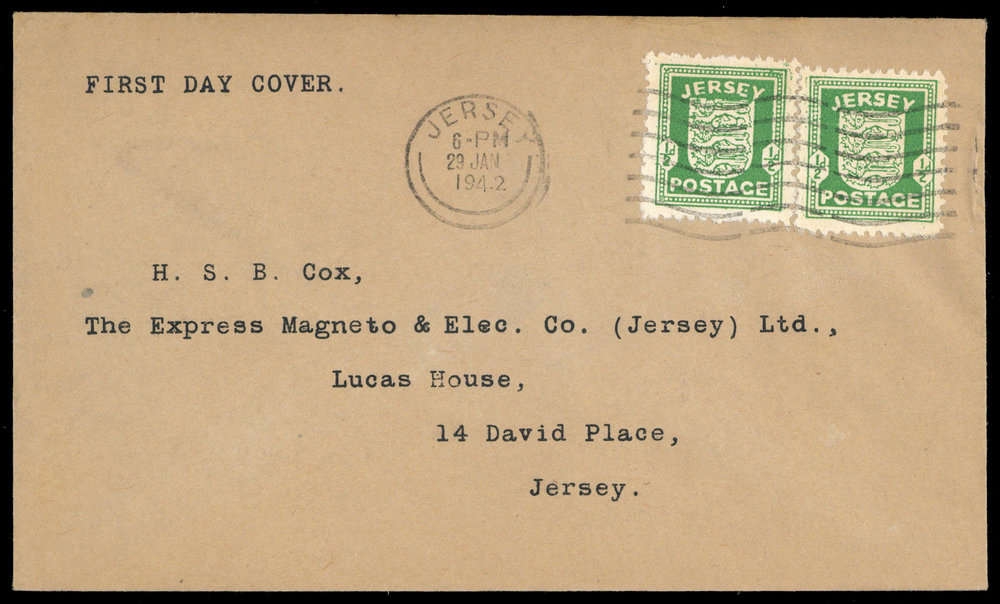 FIRST DAY COVER.
JERSEY
6-PM
29 JAN
1942
JERSEY
½ ½
POSTAGE
JERSEY
½ ½
POSTAGE
H. S. B. Cox,
The Express Magneto & Elec. Co. (Jersey) Ltd.,
Lucas House,
14 David Place,
Jersey.